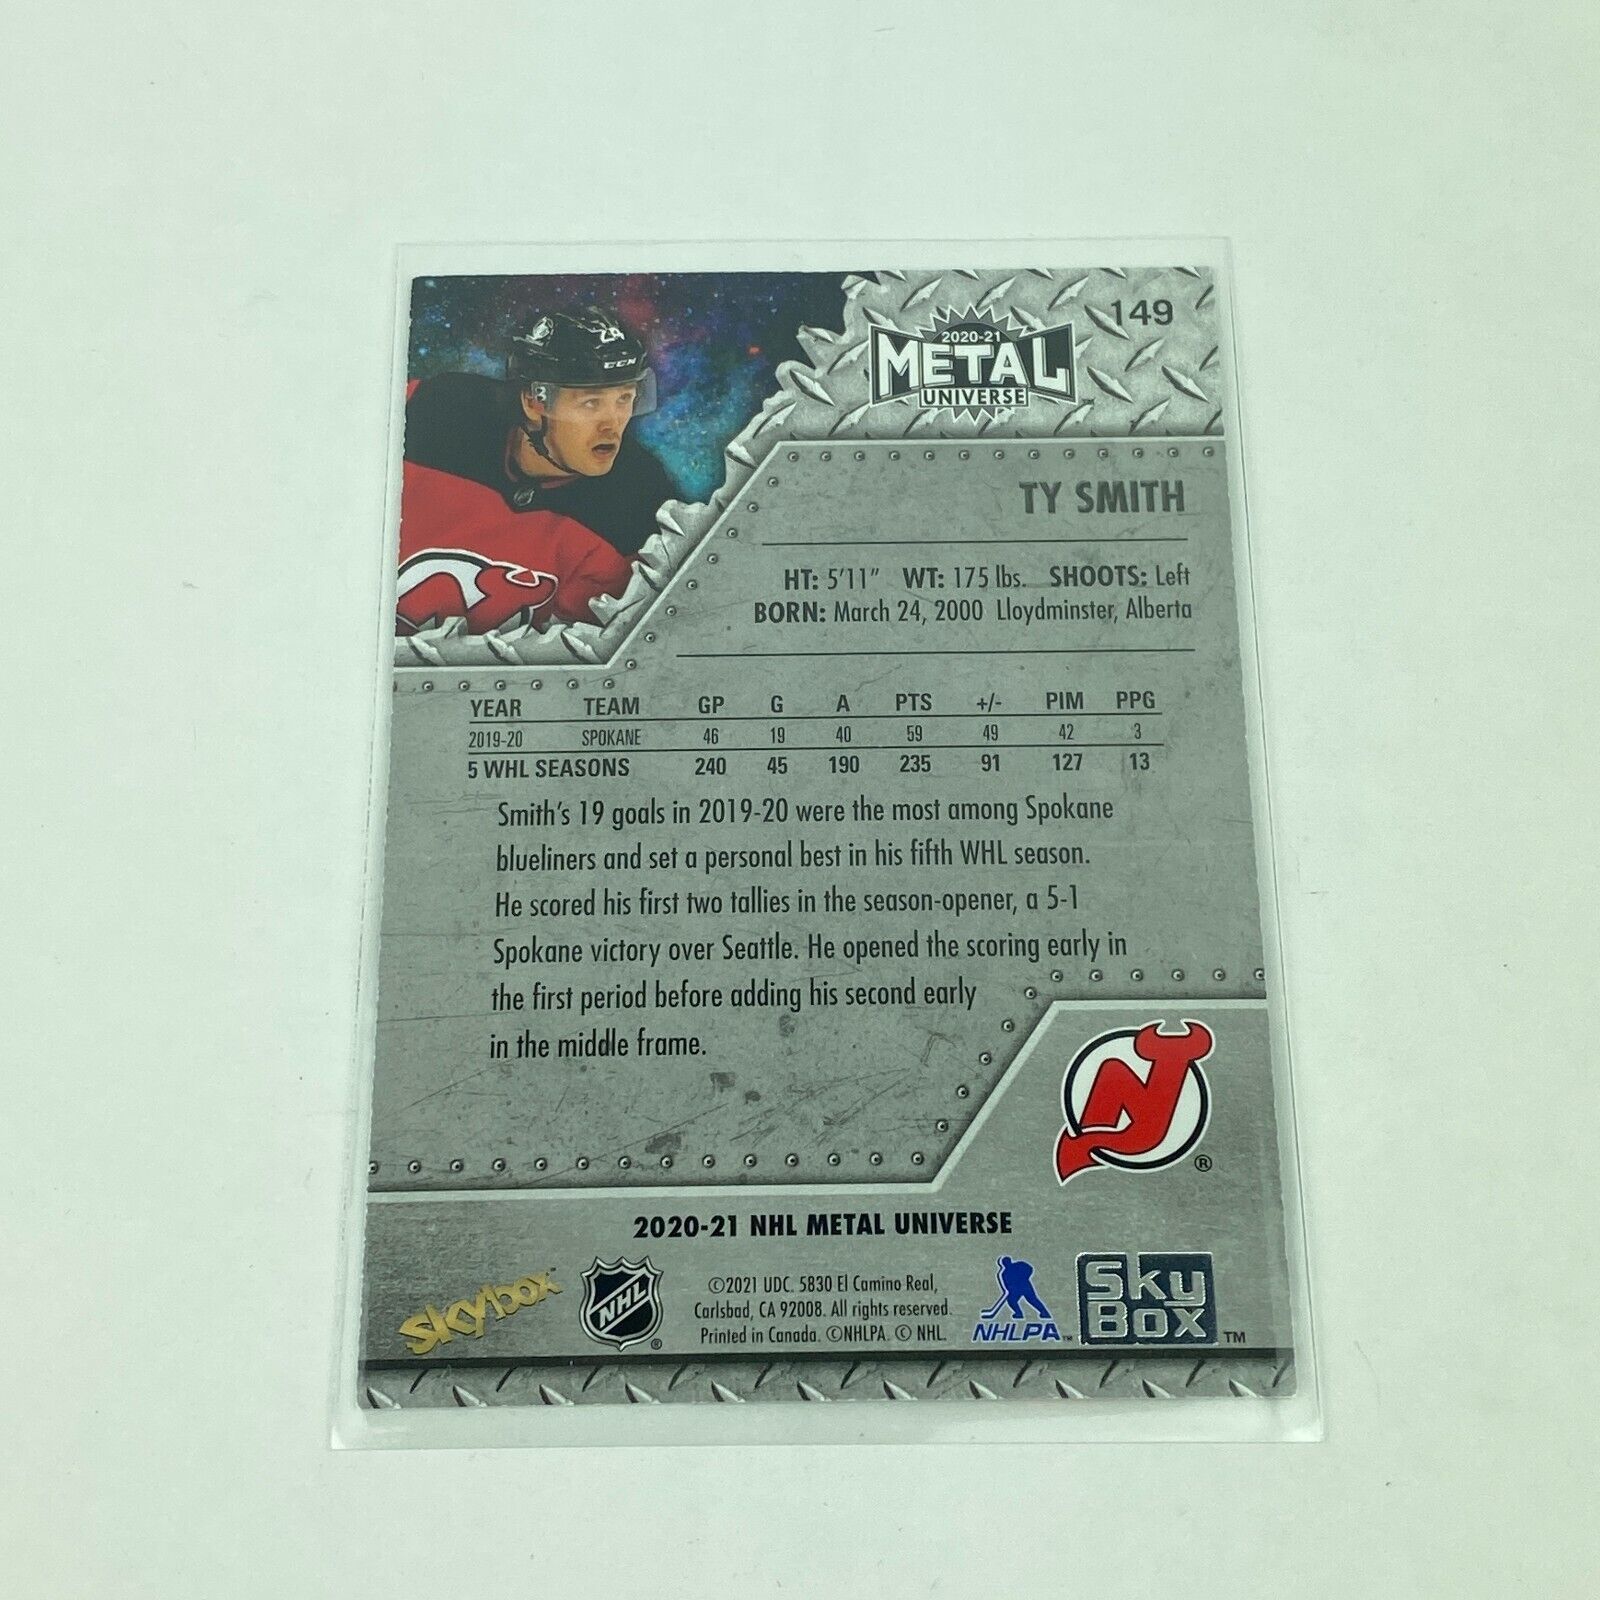 149
2020-21
METAL
UNIVERSE
24
CCM
TY SMITH
HT: 5'11" WT: 175 lbs. SHOOTS: Left
BORN: March 24, 2000 Lloydminster, Alberta
YEAR TEAM GP G A PTS +/- PIM PPG
2019-20 SPOKANE 46 19 40 59 49 42 3
5 WHL SEASONS 240 45 190 235 91 127 13
Smith's 19 goals in 2019-20 were the most among Spokane
blueliners and set a personal best in his fifth WHL season.
He scored his first two tallies in the season-opener, a 5-1
Spokane victory over Seattle. He opened the scoring early in
the first period before adding his second early
in the middle frame.
®
2020-21 NHL METAL UNIVERSE
skybox™
NHL®
©2021 UDC. 5830 El Camino Real,
Carlsbad, CA 92008. All rights reserved.
Printed in Canada. ©NHLPA. © NHL.
NHLPA™
Sky
Box™